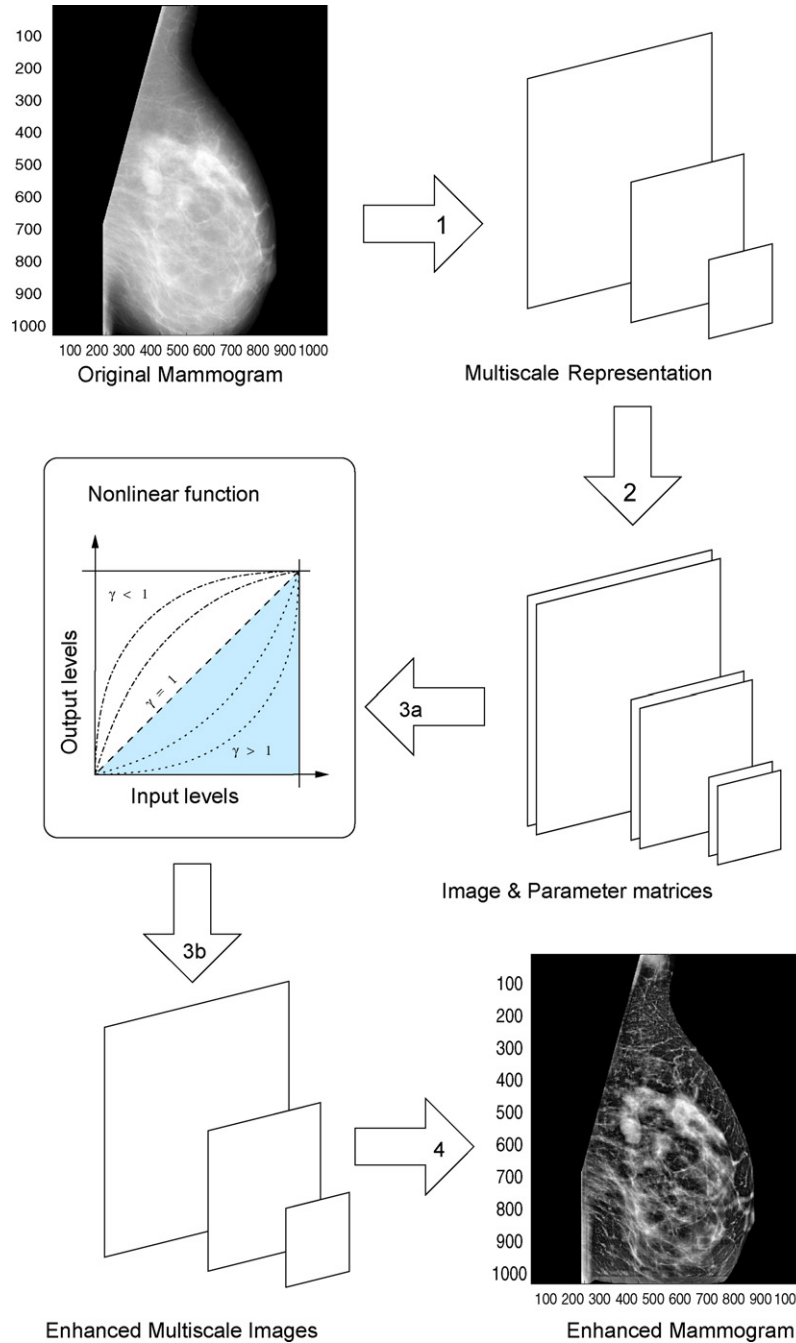 100
200
300
400
500
600
700
800
900
1000
100 200 300 400 500 600 700 800 900 1000
Original Mammogram
1
Multiscale Representation
2
Nonlinear function
γ < 1
γ = 1
γ > 1
Output levels
Input levels
3a
Image & Parameter matrices
3b
4
Enhanced Multiscale Images
100
200
300
400
500
600
700
800
900
1000
100 200 300 400 500 600 700 800 900 100
Enhanced Mammogram